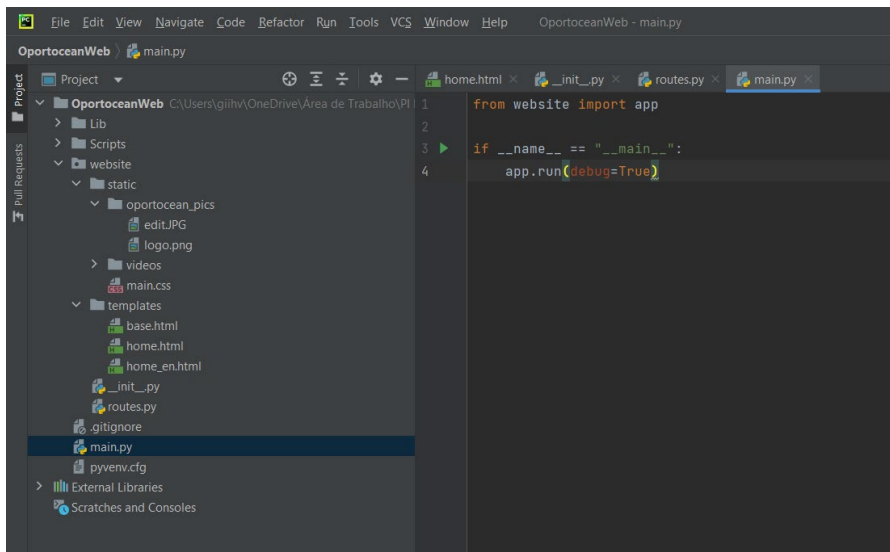 PC File Edit View Navigate Code Refactor Run Tools VCS Window Help OportoceanWeb - main.py
OportoceanWeb main.py
Project
Project
home.html
__init__.py
routes.py
main.py
OportoceanWeb C:\Users\giihv\OneDrive\Área de Trabalho\PI
Lib
Scripts
website
static
oportocean_pics
edit.JPG
logo.png
videos
main.css
templates
base.html
home.html
home_en.html
__init__.py
routes.py
.gitignore
main.py
pyvenv.cfg
External Libraries
Scratches and Consoles
Pull Requests
1 from website import app
2
3 if __name__ == "__main__":
4 app.run(debug=True)